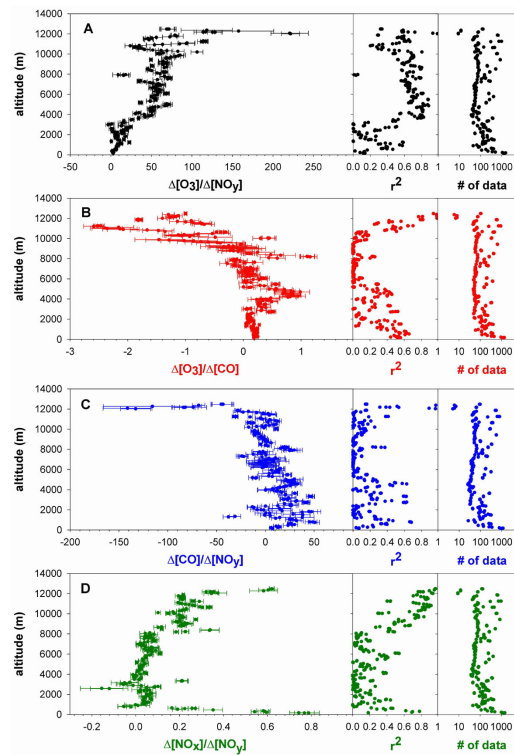 A
altitude (m)
14000
12000
10000
8000
6000
4000
2000
0
-50 0 50 100 150 200 250 0.0 0.2 0.4 0.6 0.8 1 10 100 1000
Δ[O3]/Δ[NOy] r² # of data
B
altitude (m)
14000
12000
10000
8000
6000
4000
2000
0
-3 -2 -1 0 1 0.0 0.2 0.4 0.6 0.8 1 10 100 1000
Δ[O3]/Δ[CO] r² # of data
C
altitude (m)
14000
12000
10000
8000
6000
4000
2000
0
-200 -150 -100 -50 0 50 0.0 0.2 0.4 0.6 0.8 1 10 100 1000
Δ[CO]/Δ[NOy] r² # of data
D
altitude (m)
14000
12000
10000
8000
6000
4000
2000
0
-0.2 0.0 0.2 0.4 0.6 0.8 0.0 0.2 0.4 0.6 0.8 1 10 100 1000
Δ[NOx]/Δ[NOy] r² # of data